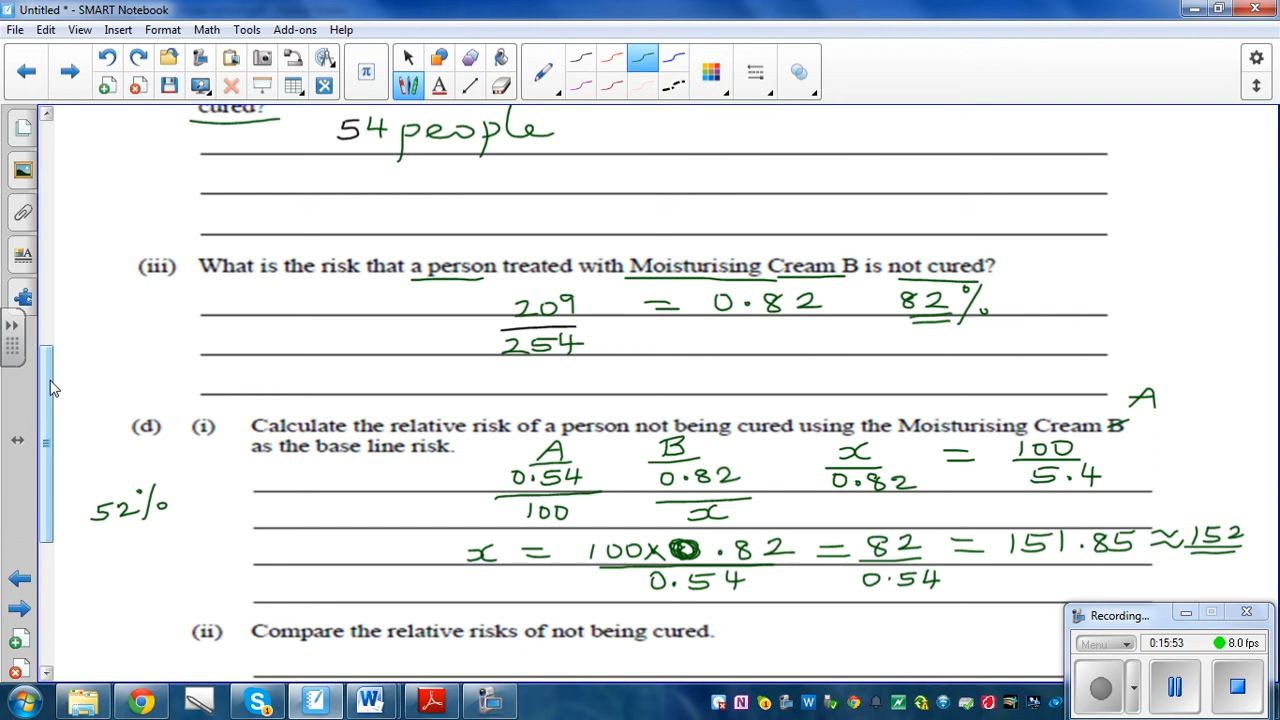 Untitled * - SMART Notebook
File Edit View Insert Format Math Tools Add-ons Help
cured?
54 people
(iii) What is the risk that a person treated with Moisturising Cream B is not cured?
209
254
= 0.82 82%
A
(d) (i) Calculate the relative risk of a person not being cured using the Moisturising Cream B
as the base line risk.
A B x = 100
0.54 0.82 0.82 5.4
52%
100 x
x = 100x0.82 = 82 = 151.85 ≈ 152
0.54 0.54
(ii) Compare the relative risks of not being cured.
Recording...
Menu 0:15:53 8.0 fps
7:41 PM